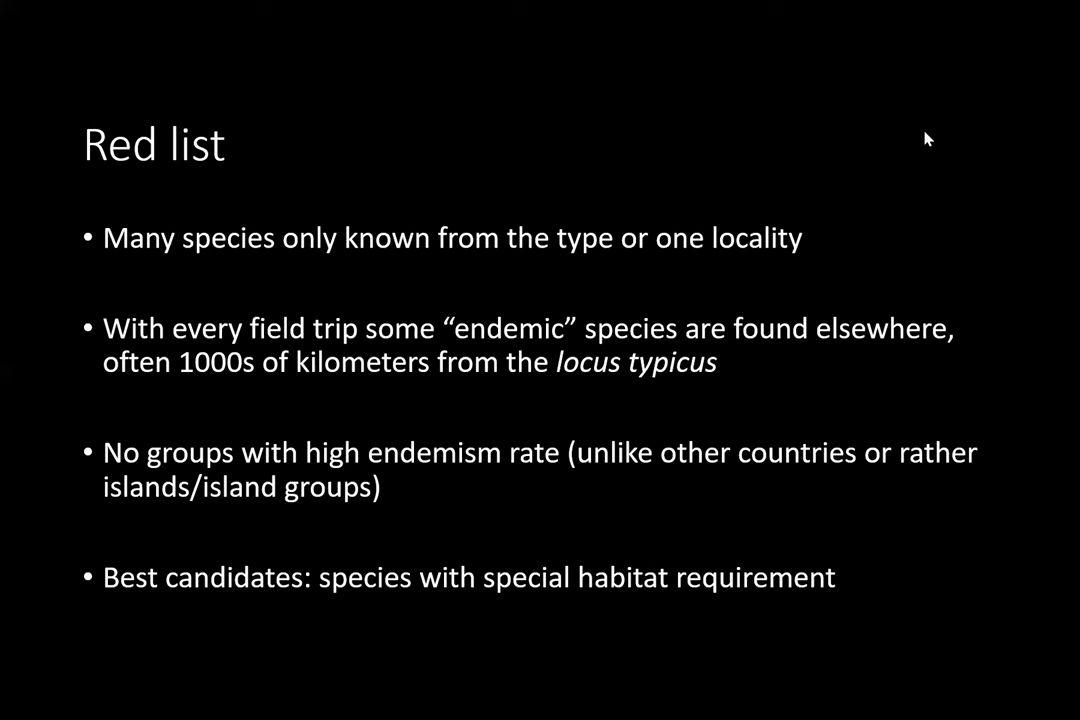 Red list
• Many species only known from the type or one locality
• With every field trip some “endemic” species are found elsewhere,
often 1000s of kilometers from the locus typicus
• No groups with high endemism rate (unlike other countries or rather
islands/island groups)
• Best candidates: species with special habitat requirement